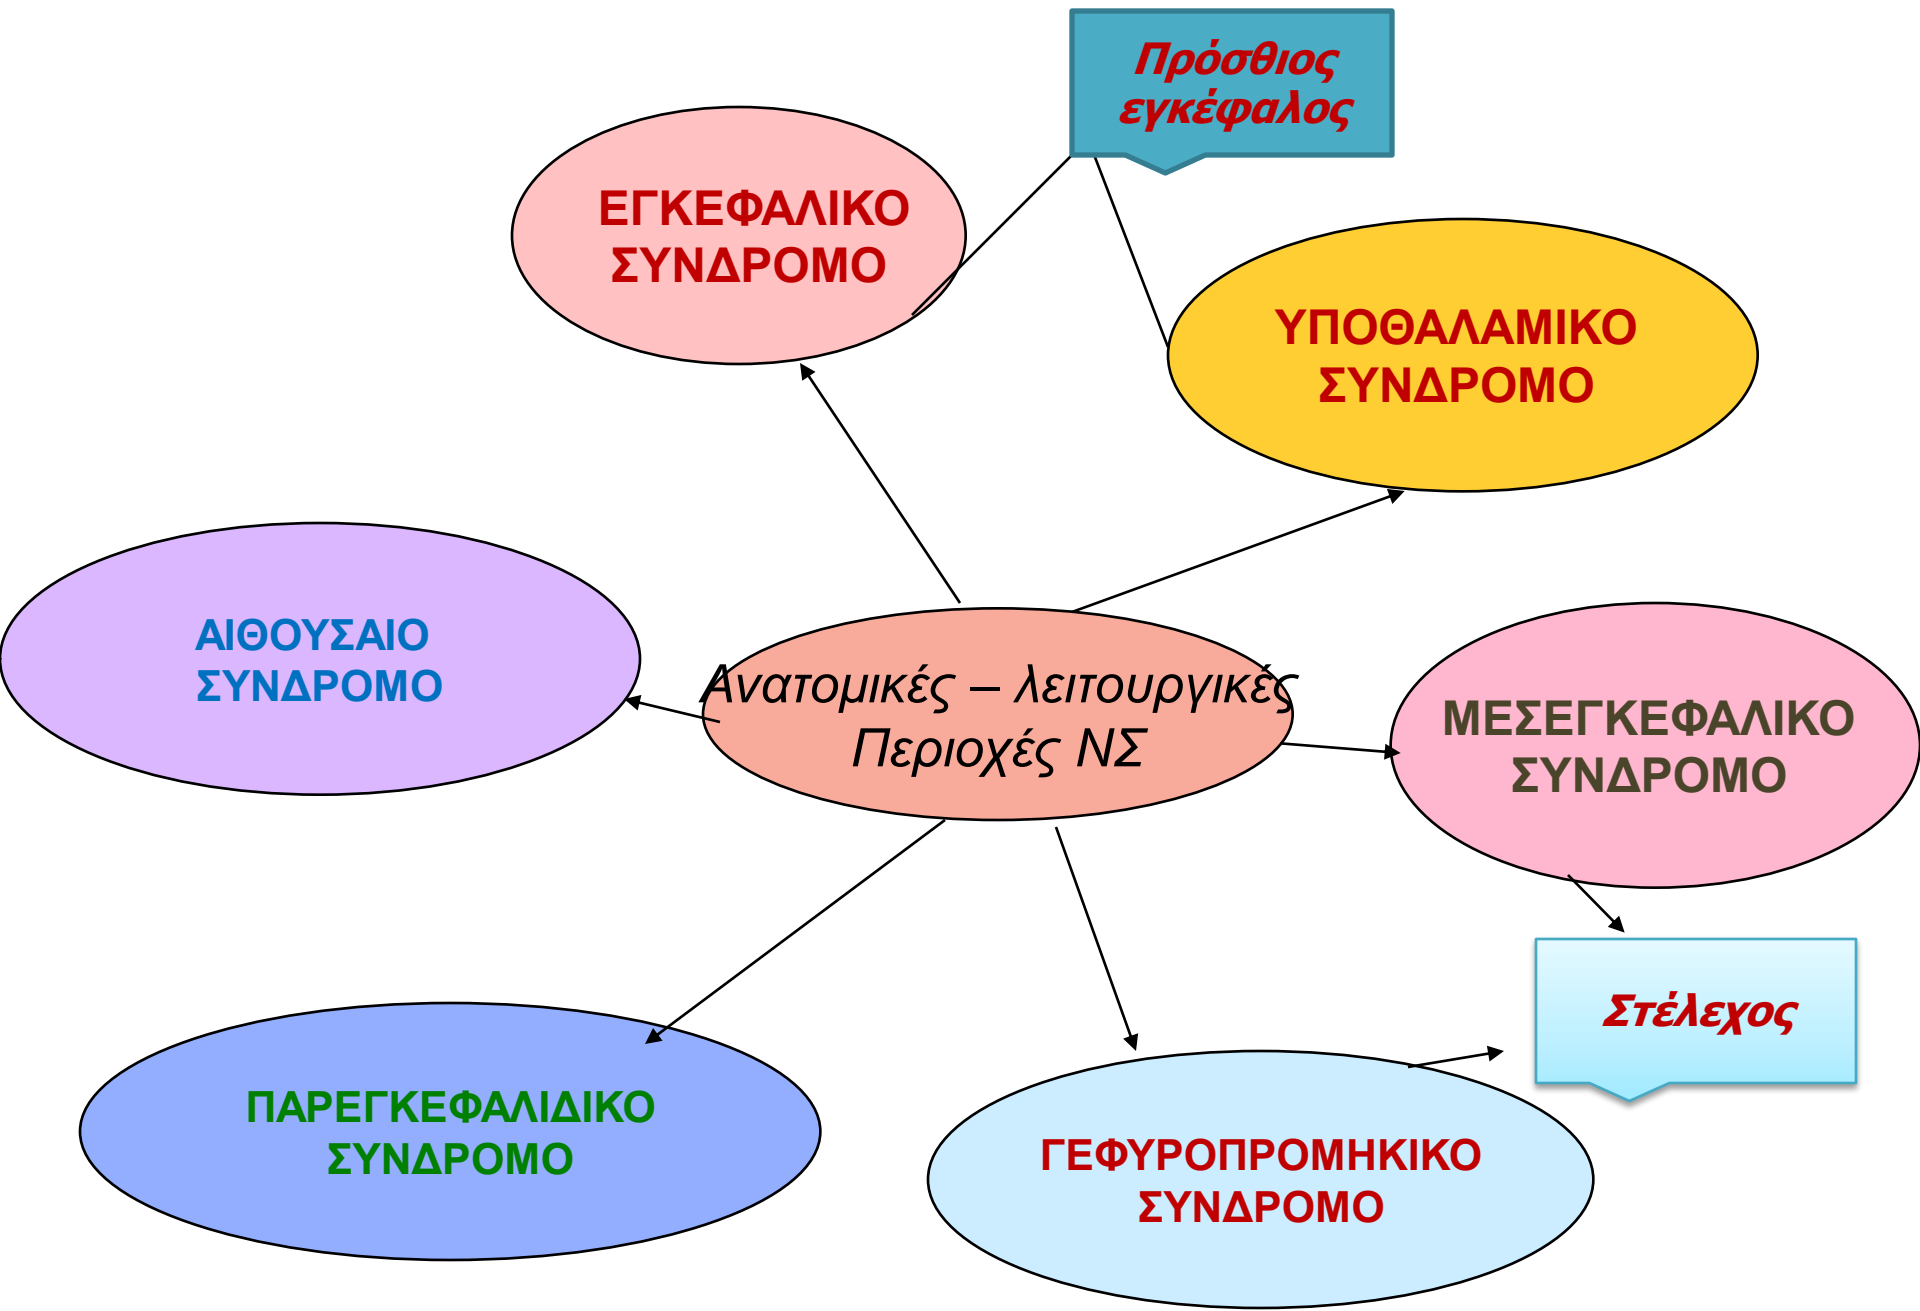 Πρόσθιος
εγκέφαλος
ΕΓΚΕΦΑΛΙΚΟ
ΣΥΝΔΡΟΜΟ
ΥΠΟΘΑΛΑΜΙΚΟ
ΣΥΝΔΡΟΜΟ
ΑΙΘΟΥΣΑΙΟ
ΣΥΝΔΡΟΜΟ
Ανατομικές – λειτουργικές
Περιοχές ΝΣ
ΜΕΣΕΓΚΕΦΑΛΙΚΟ
ΣΥΝΔΡΟΜΟ
Στέλεχος
ΠΑΡΕΓΚΕΦΑΛΙΔΙΚΟ
ΣΥΝΔΡΟΜΟ
ΓΕΦΥΡΟΠΡΟΜΗΚΙΚΟ
ΣΥΝΔΡΟΜΟ